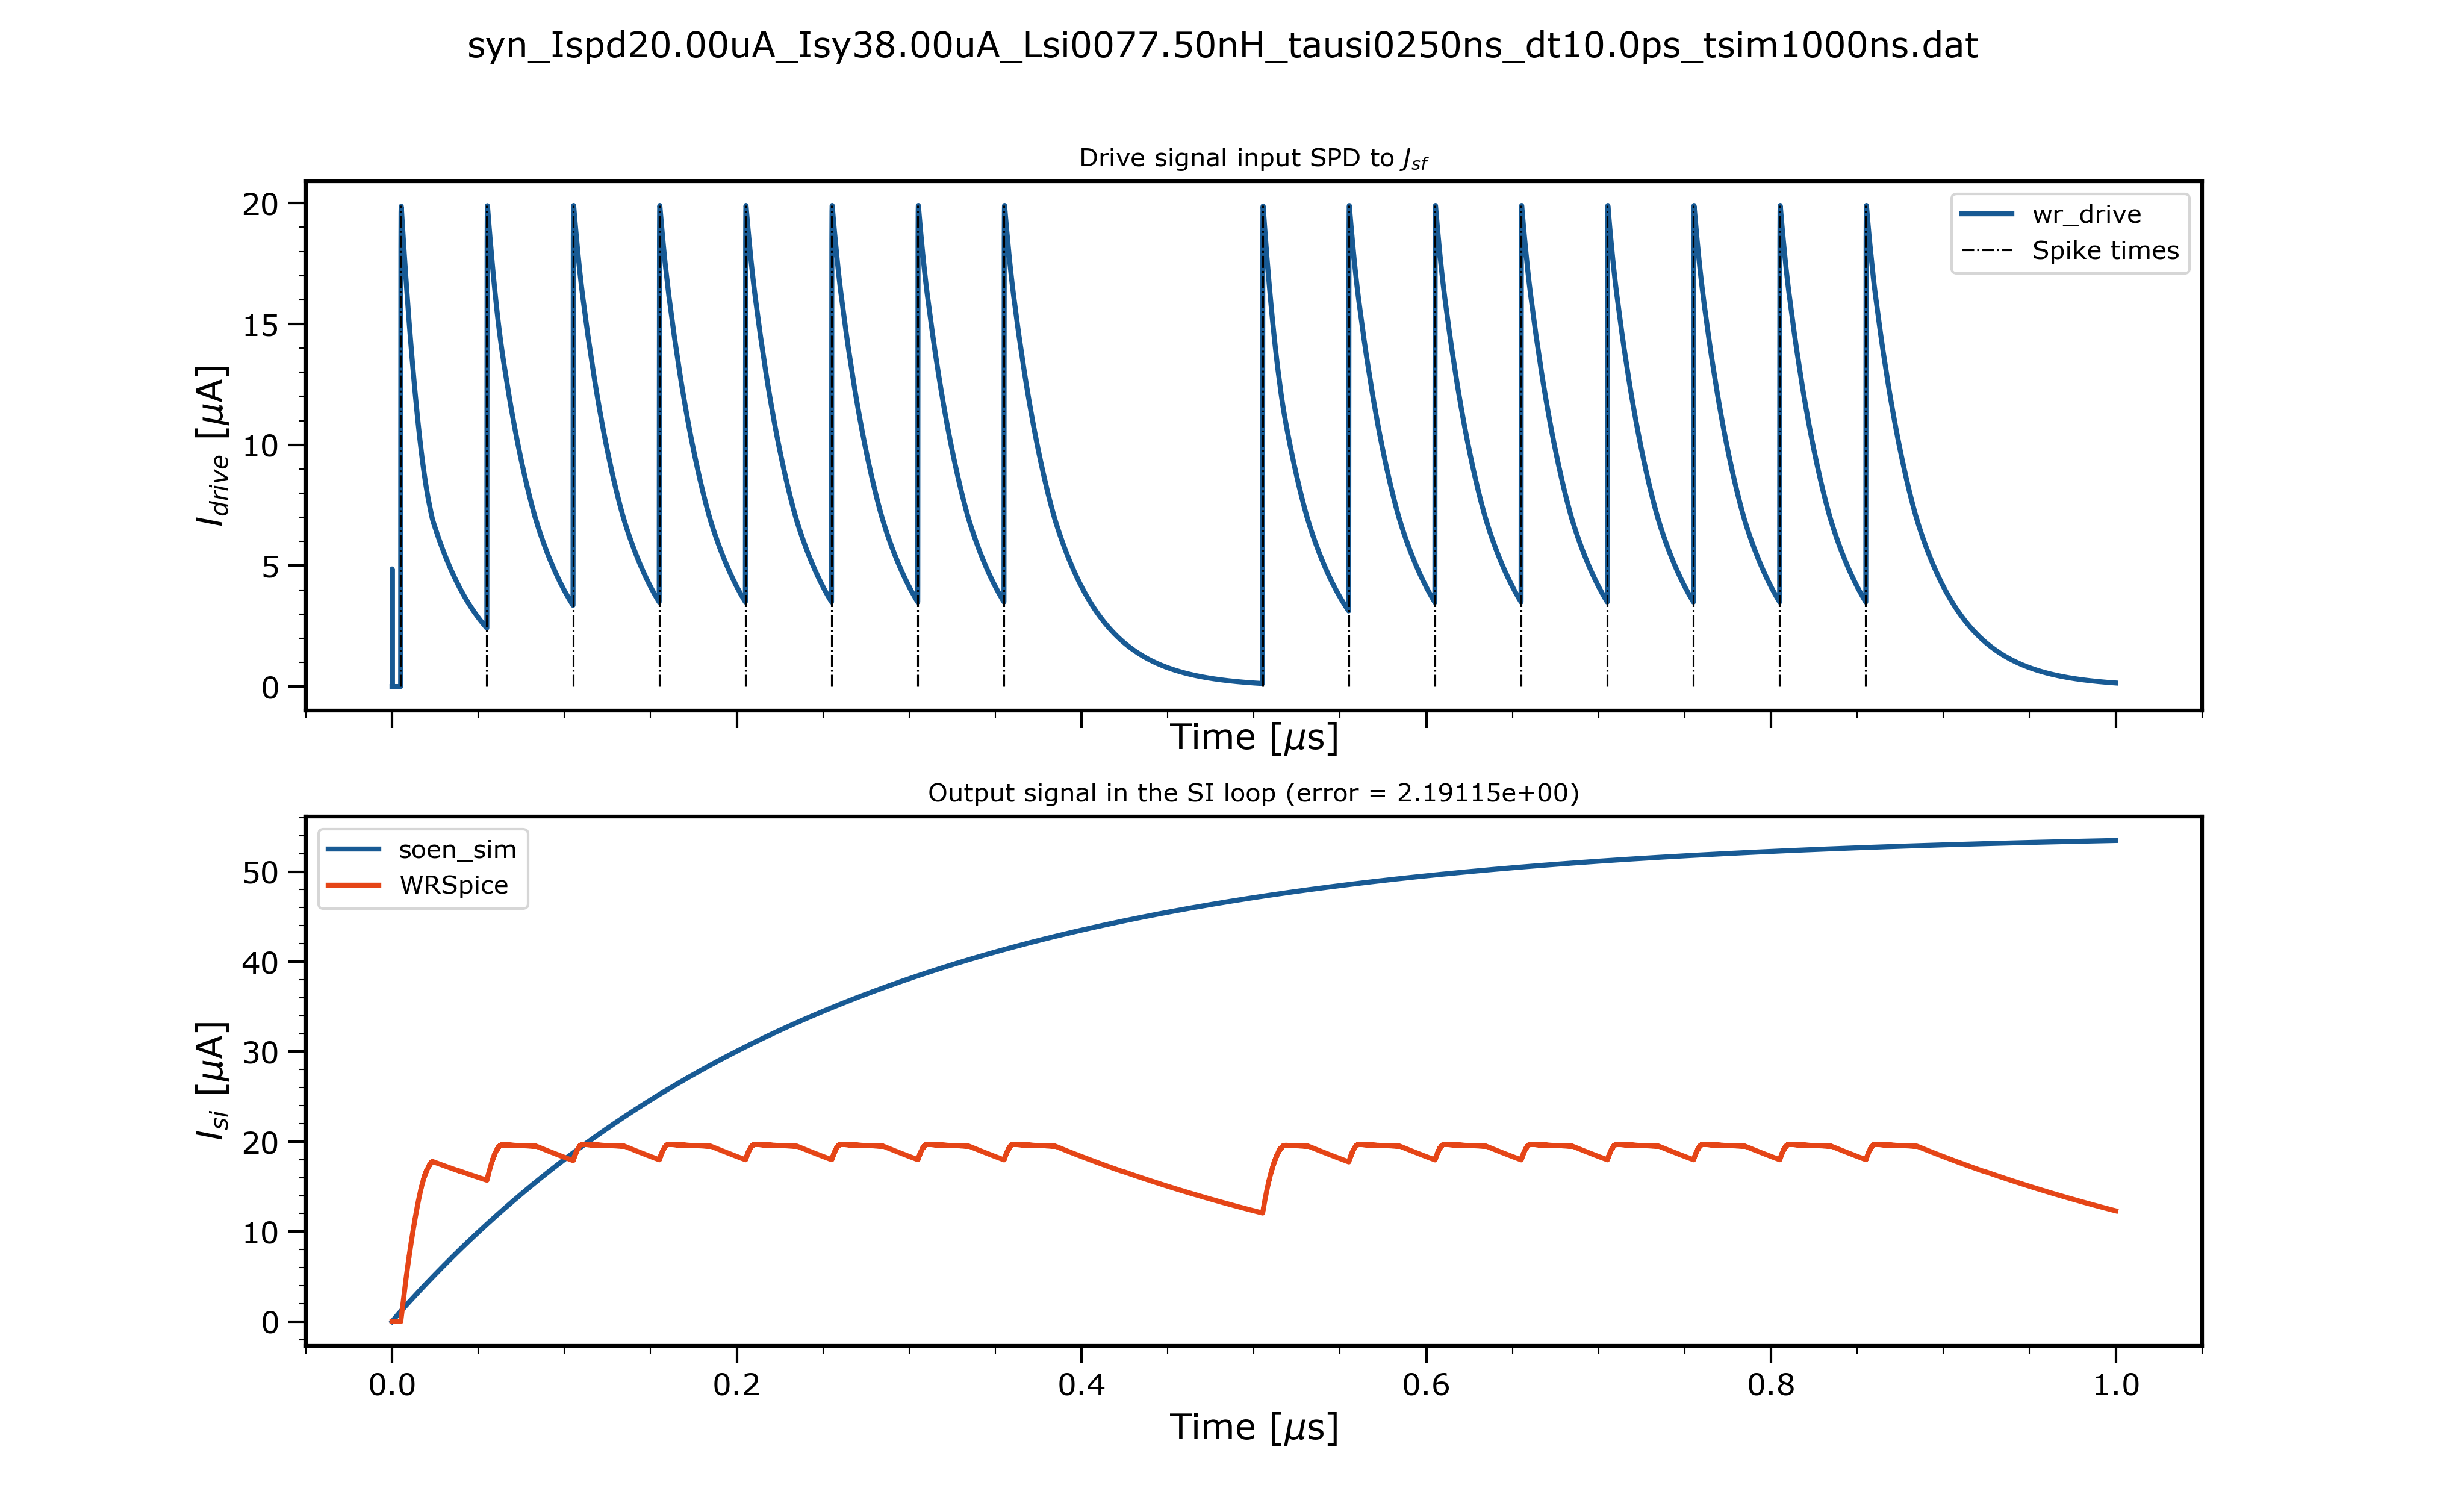 syn_Ispd20.00uA_Isy38.00uA_Lsi0077.50nH_tausi0250ns_dt10.0ps_tsim1000ns.dat
Drive signal input SPD to J_sf
20
15
10
5
0
I_drive [μA]
wr_drive
Spike times
Time [μs]
Output signal in the SI loop (error = 2.19115e+00)
50
40
30
20
10
0
I_si [μA]
soen_sim
WRSpice
0.0 0.2 0.4 0.6 0.8 1.0
Time [μs]